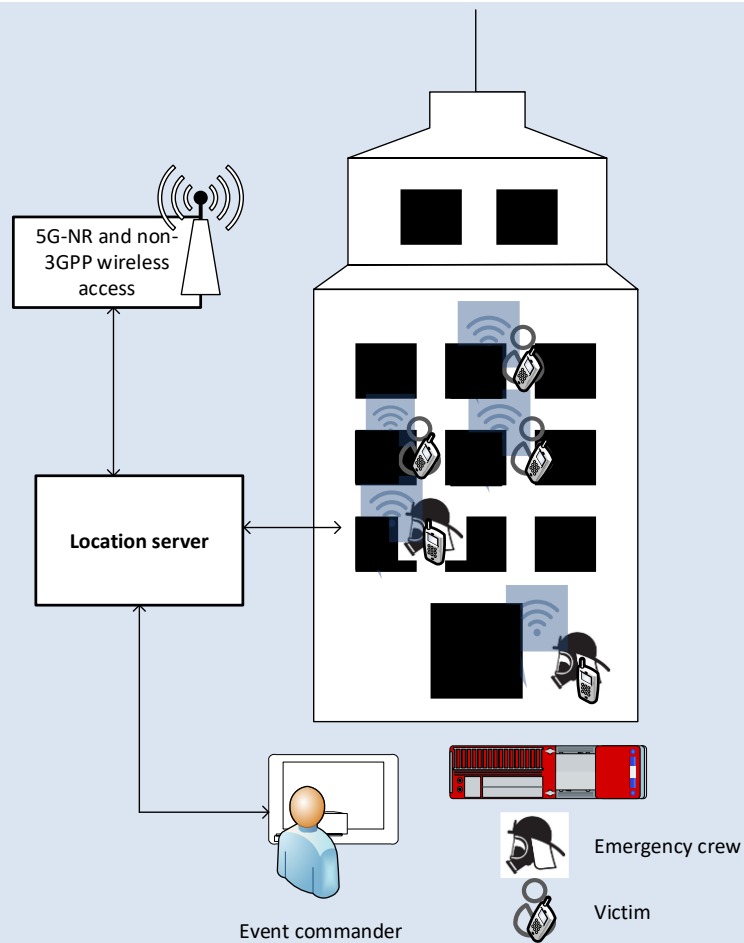 5G-NR and non-
3GPP wireless
access
Location server
Emergency crew
Victim
Event commander